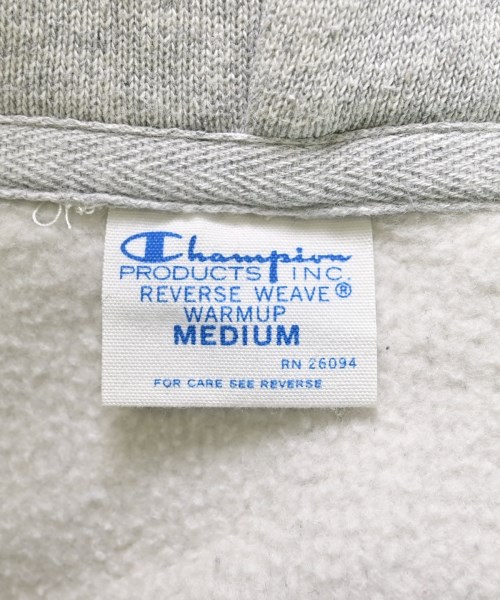 Champion
PRODUCTS INC.
REVERSE WEAVE®
WARMUP
MEDIUM
RN 26094
FOR CARE SEE REVERSE